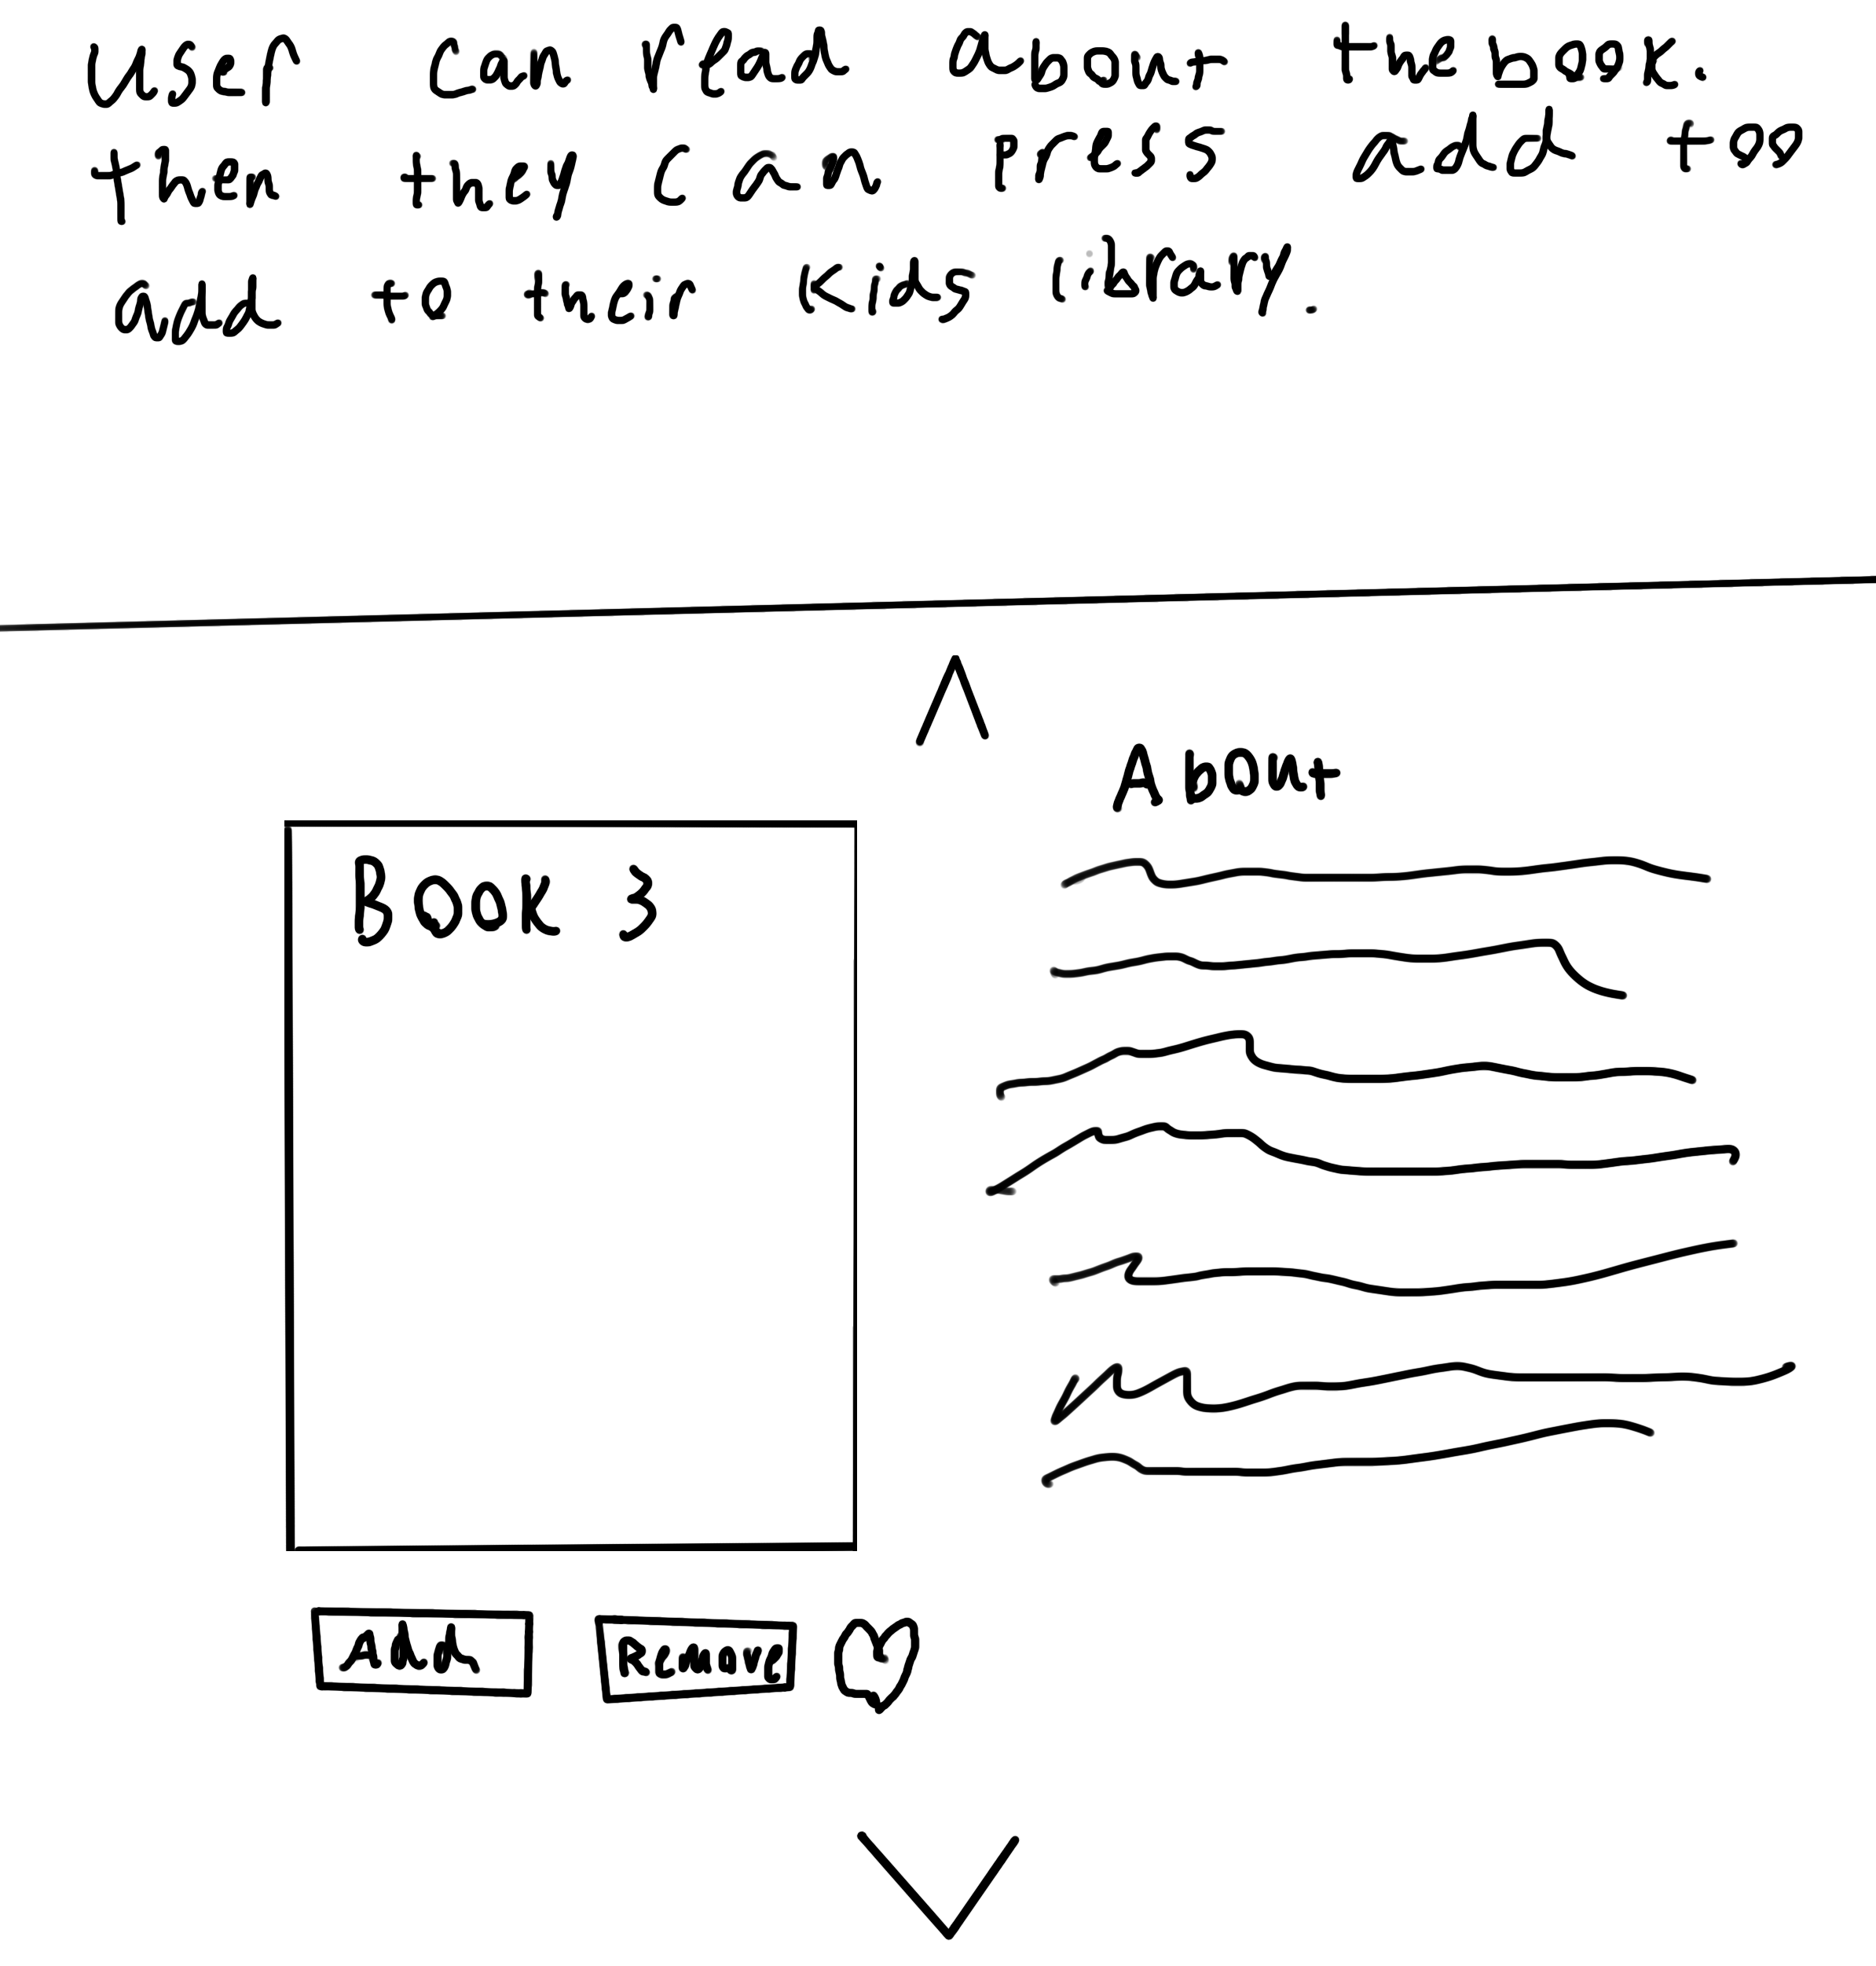 user can read about the book.
then they can press add too
add to their kids library.
About
BOOK 3
Add Remove